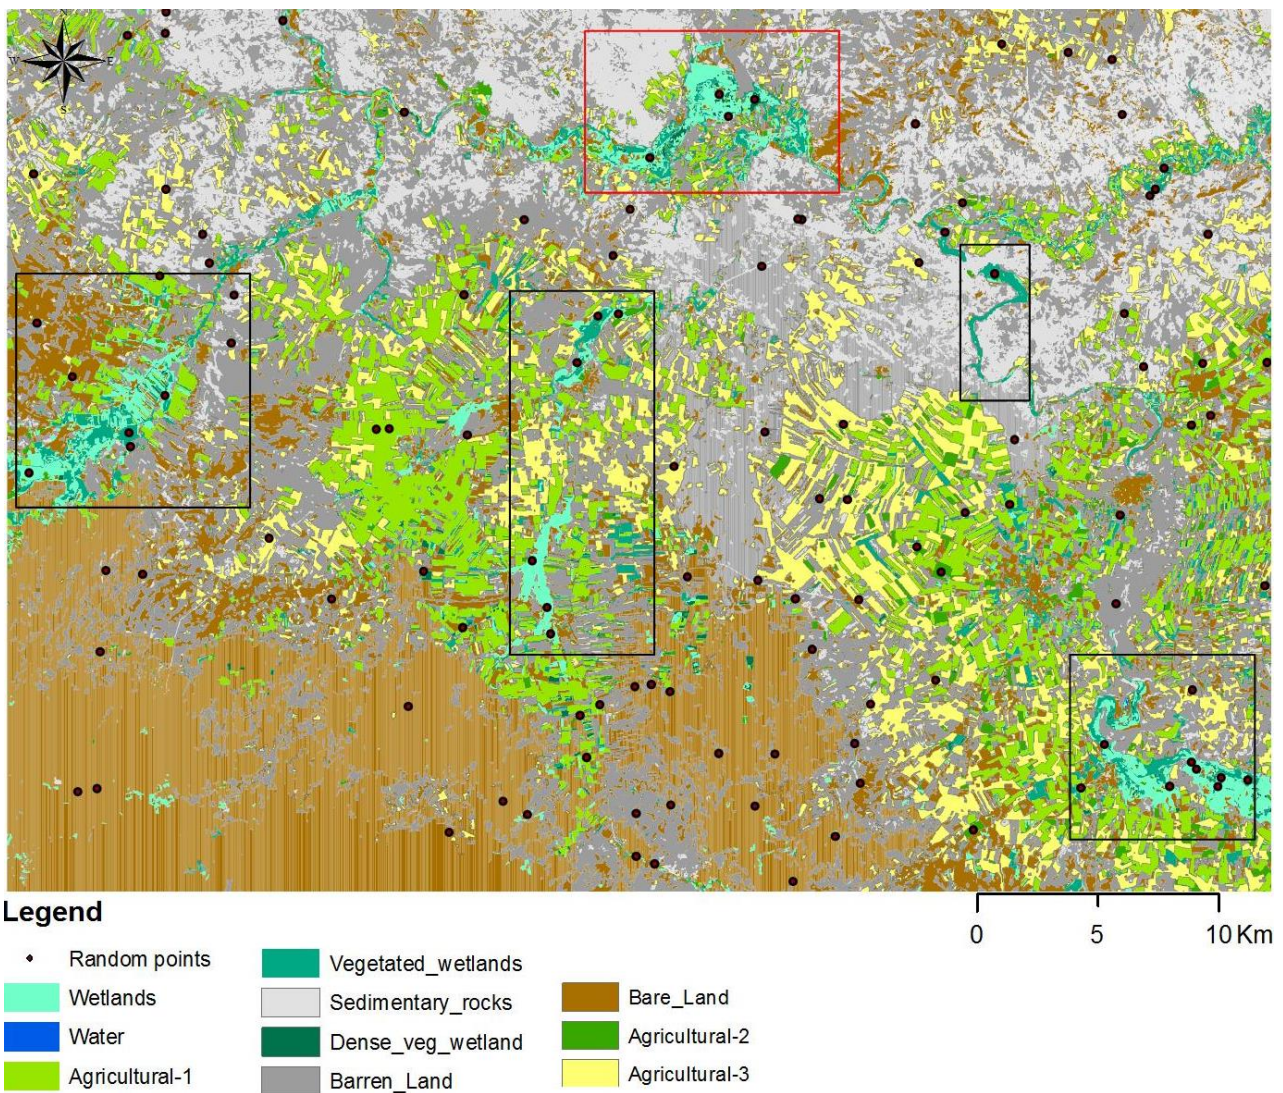 N
W E
S
Legend
Random points
Wetlands
Water
Agricultural-1
Vegetated_wetlands
Sedimentary_rocks
Dense_veg_wetland
Barren_Land
Bare_Land
Agricultural-2
Agricultural-3
0 5 10 Km